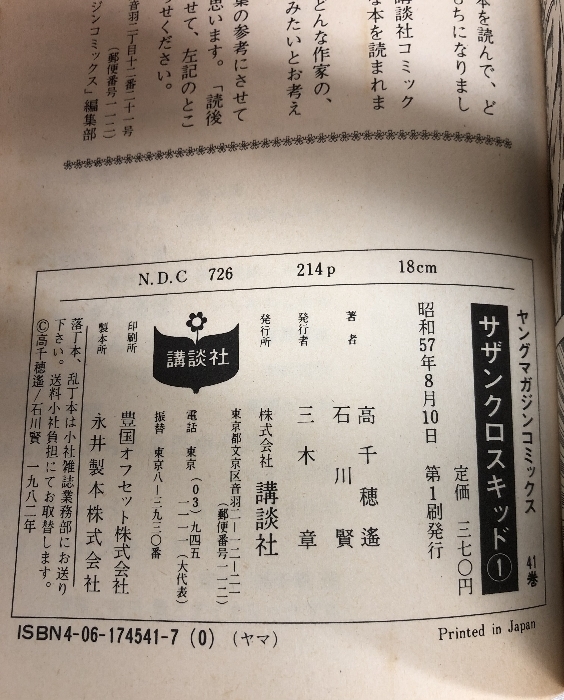 本を読んで、ど
もちになりまし
講談社コミック
な本を読まれま
どんな作家の、
みたいとお考え
集の参考にさせて
思います。「読後
せて、左記のとこ
っせください。
音羽二丁目十二番二十一号
(郵便番号一一二)
ジンコミックス」編集部
N.D.C 726 214p 18cm
ヤングマガジンコミックス 41巻
サザンクロスキッド①
定価 三七〇円
昭和57年8月10日 第1刷発行
著者 高千穂遙
石川賢
発行者 三木章
発行所 株式会社 講談社
東京都文京区音羽二―一二―二一
(郵便番号一一二)
電話 東京(03)九四五
一一一一(大代表)
振替 東京八―三九三〇番
講談社
印刷所 豊国オフセット株式会社
製本所 永井製本株式会社
落丁本、乱丁本は小社雑誌業務部にお送り
下さい。送料小社負担にてお取替します。
©高千穂遙/石川賢 一九八二年
ISBN4-06-174541-7 (0) (ヤマ)
Printed in Japan